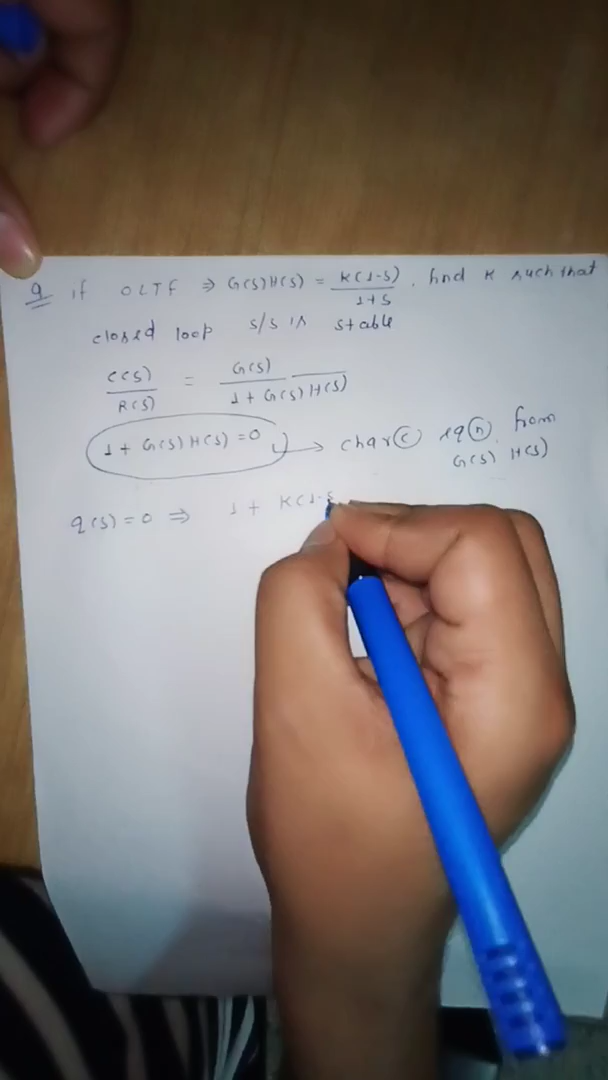 q if OLTF ⇒ G(s)H(s) = K(1-s)/1+s . find K such that
closed loop s/s is stable
C(s)/R(s) = G(s)/1 + G(s)H(s)
1 + G(s)H(s) = 0 → char(c) eq(n) from
G(s) H(s)
q(s) = 0 ⇒ 1 + K(1-s